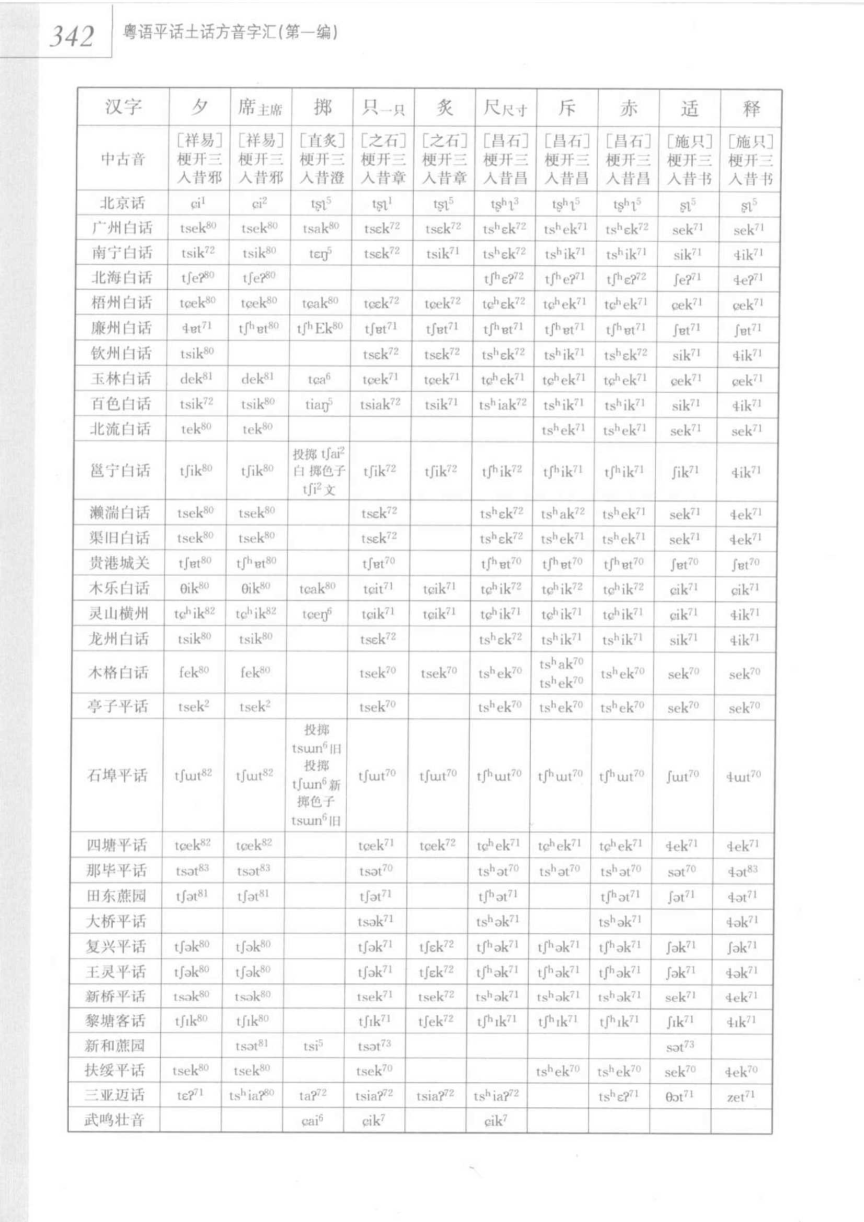 342 粤语平话土话方音字汇(第一编)
汉字 夕 席主席 掷 只一只 炙 尺尺寸 斥 赤 适 释
中古音 [祥易]梗开三入昔邪 [祥易]梗开三入昔邪 [直炙]梗开三入昔澄 [之石]梗开三入昔章 [之石]梗开三入昔章 [昌石]梗开三入昔昌 [昌石]梗开三入昔昌 [昌石]梗开三入昔昌 [施只]梗开三入昔书 [施只]梗开三入昔书
北京话 ɕi¹ ɕi² tʂʅ⁵ tʂʅ¹ tʂʅ⁵ tʂʰʅ³ tʂʰʅ⁵ tʂʰʅ⁵ ʂʅ⁵ ʂʅ⁵
广州白话 tsek⁸⁰ tsek⁸⁰ tsak⁸⁰ tsɛk⁷² tsɛk⁷² tsʰɛk⁷² tsʰek⁷¹ tsʰɛk⁷² sek⁷¹ sek⁷¹
南宁白话 tsik⁷² tsik⁸⁰ tɛŋ⁵ tsɛk⁷² tsik⁷¹ tsʰɛk⁷² tsʰik⁷¹ tsʰik⁷¹ sik⁷¹ ɬik⁷¹
北海白话 tʃeʔ⁸⁰ tʃeʔ⁸⁰ tʃʰɛʔ⁷² tʃʰeʔ⁷¹ tʃʰɛʔ⁷² ʃeʔ⁷¹ ɬeʔ⁷¹
梧州白话 tɕek⁸⁰ tɕek⁸⁰ tɕak⁸⁰ tɕɛk⁷² tɕek⁷² tɕʰɛk⁷² tɕʰek⁷¹ tɕʰek⁷¹ ɕek⁷¹ ɕek⁷¹
廉州白话 ɬɐt⁷¹ tʃʰɐt⁸⁰ tʃʰEk⁸⁰ tʃɐt⁷¹ tʃɐt⁷¹ tʃʰɐt⁷¹ tʃʰɐt⁷¹ tʃʰɐt⁷¹ ʃɐt⁷¹ ʃɐt⁷¹
钦州白话 tsik⁸⁰ tsɛk⁷² tsɛk⁷² tsʰɛk⁷² tsʰik⁷¹ tsʰɛk⁷² sik⁷¹ ɬik⁷¹
玉林白话 dek⁸¹ dek⁸¹ tɕa⁶ tɕek⁷¹ tɕek⁷¹ tɕʰek⁷¹ tɕʰek⁷¹ tɕʰek⁷¹ ɕek⁷¹ ɕek⁷¹
百色白话 tsik⁷² tsik⁸⁰ tiaŋ⁵ tsiak⁷² tsik⁷¹ tsʰiak⁷² tsʰik⁷¹ tsʰik⁷¹ sik⁷¹ ɬik⁷¹
北流白话 tek⁸⁰ tek⁸⁰ tsʰek⁷¹ tsʰek⁷¹ sek⁷¹ sek⁷¹
邕宁白话 tʃik⁸⁰ tʃik⁸⁰ 投掷 tʃai² 白 掷色子 tʃi² 文 tʃik⁷² tʃik⁷² tʃʰik⁷² tʃʰik⁷¹ tʃʰik⁷¹ ʃik⁷¹ ɬik⁷¹
濑湍白话 tsek⁸⁰ tsek⁸⁰ tsɛk⁷² tsʰɛk⁷² tsʰak⁷² tsʰek⁷¹ sek⁷¹ ɬek⁷¹
渠旧白话 tsek⁸⁰ tsek⁸⁰ tsɛk⁷² tsʰɛk⁷² tsʰek⁷¹ tsʰek⁷¹ sek⁷¹ ɬek⁷¹
贵港城关 tʃɐt⁸⁰ tʃʰɐt⁸⁰ tʃɐt⁷⁰ tʃʰɐt⁷⁰ tʃʰɐt⁷⁰ tʃʰɐt⁷⁰ ʃɐt⁷⁰ ʃɐt⁷⁰
木乐白话 θik⁸⁰ θik⁸⁰ tɕak⁸⁰ tɕit⁷¹ tɕik⁷¹ tɕʰik⁷² tɕʰik⁷² tɕʰik⁷² ɕik⁷¹ ɕik⁷¹
灵山横州 tɕʰik⁸² tɕʰik⁸² tɕeŋ⁶ tɕik⁷¹ tɕik⁷¹ tɕʰik⁷¹ tɕʰik⁷¹ tɕʰik⁷¹ ɕik⁷¹ ɬik⁷¹
龙州白话 tsik⁸⁰ tsik⁸⁰ tsɛk⁷² tsʰɛk⁷² tsʰik⁷¹ tsʰik⁷¹ sik⁷¹ ɬik⁷¹
木格白话 fek⁸⁰ fek⁸⁰ tsek⁷⁰ tsek⁷⁰ tsʰek⁷⁰ tsʰak⁷⁰ tsʰek⁷⁰ tsʰek⁷⁰ sek⁷⁰ sek⁷⁰
亭子平话 tsek² tsek² tsek⁷⁰ tsʰek⁷⁰ tsʰek⁷⁰ tsʰek⁷⁰ sek⁷⁰ sek⁷⁰
石埠平话 tʃɯt⁸² tʃɯt⁸² 投掷 tsɯn⁶旧 投掷 tʃɯn⁶新 掷色子 tsɯn⁶旧 tʃɯt⁷⁰ tʃɯt⁷⁰ tʃʰɯt⁷⁰ tʃʰɯt⁷⁰ tʃʰɯt⁷⁰ ʃɯt⁷⁰ ɬɯt⁷⁰
四塘平话 tɕek⁸² tɕek⁸² tɕek⁷¹ tɕek⁷² tɕʰek⁷¹ tɕʰek⁷¹ tɕʰek⁷¹ ɬek⁷¹ ɬek⁷¹
那毕平话 tsət⁸³ tsət⁸³ tsət⁷⁰ tsʰət⁷⁰ tsʰət⁷⁰ tsʰət⁷⁰ sət⁷⁰ ɬət⁸³
田东蔗园 tʃət⁸¹ tʃət⁸¹ tʃət⁷¹ tʃʰət⁷¹ tʃʰət⁷¹ ʃət⁷¹ ɬət⁷¹
大桥平话 tsək⁷¹ tsʰək⁷¹ tsʰək⁷¹ ɬək⁷¹
复兴平话 tʃək⁸⁰ tʃək⁸⁰ tʃək⁷¹ tʃɛk⁷² tʃʰək⁷¹ tʃʰək⁷¹ tʃʰək⁷¹ ʃək⁷¹ ʃək⁷¹
王灵平话 tʃək⁸⁰ tʃək⁸⁰ tʃək⁷¹ tʃɛk⁷² tʃʰək⁷¹ tʃʰək⁷¹ tʃʰək⁷¹ ʃək⁷¹ ɬək⁷¹
新桥平话 tsək⁸⁰ tsək⁸⁰ tsek⁷¹ tsek⁷² tsʰək⁷¹ tsʰək⁷¹ tsʰək⁷¹ sek⁷¹ ɬek⁷¹
黎塘客话 tʃɪk⁸⁰ tʃɪk⁸⁰ tʃɪk⁷¹ tʃek⁷² tʃʰɪk⁷¹ tʃʰɪk⁷¹ tʃʰɪk⁷¹ ʃɪk⁷¹ ɬɪk⁷¹
新和蔗园 tsət⁸¹ tsi⁵ tsət⁷³ sət⁷³
扶绥平话 tsek⁸⁰ tsek⁸⁰ tsek⁷⁰ tsʰek⁷⁰ tsʰek⁷⁰ sek⁷⁰ ɬek⁷⁰
三亚迈话 tɛʔ⁷¹ tsʰiaʔ⁸⁰ taʔ⁷² tsiaʔ⁷² tsiaʔ⁸⁰ tsʰiaʔ⁷² tsʰɛʔ⁷¹ θɔt⁷¹ zet⁷¹
武鸣壮音 ɕai⁶ ɕik⁷ ɕik⁷